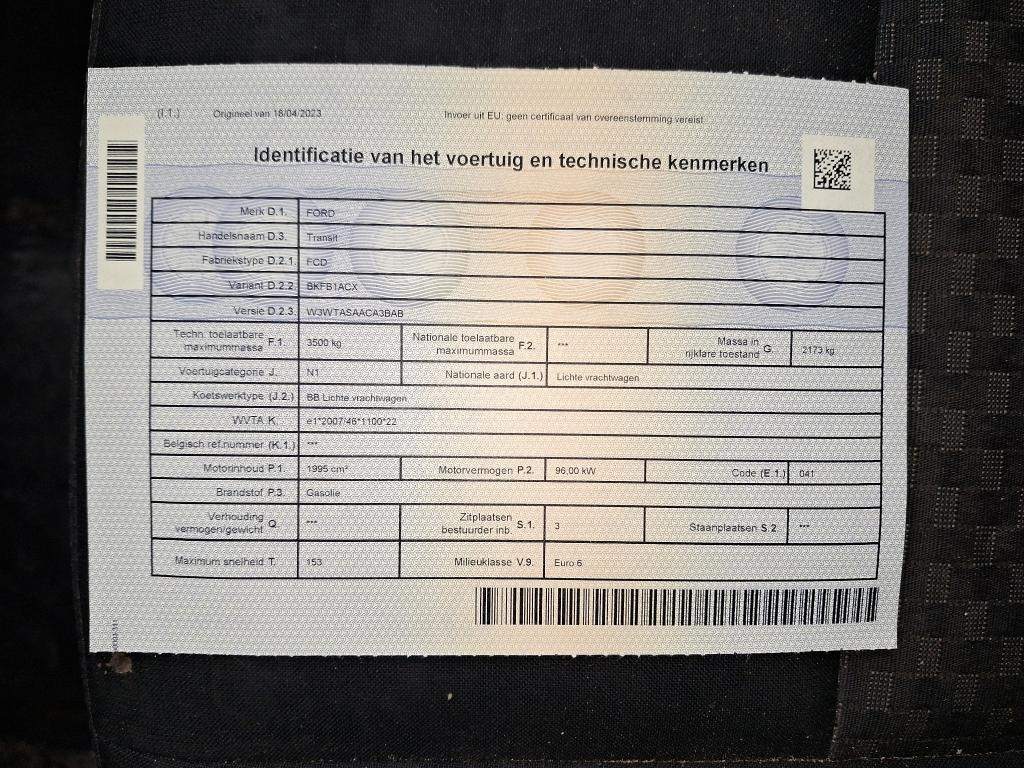 (I.1.) Origineel van 18/04/2023 Invoer uit EU: geen certificaat van overeenstemming vereist
Identificatie van het voertuig en technische kenmerken
Merk D.1. FORD
Handelsnaam D.3. Transit
Fabriekstype D.2.1. FCD
Variant D.2.2. BKFB1ACX
Versie D.2.3. W3WTASAACA3BAB
Techn. toelaatbare maximummassa F.1. 3500 kg Nationale toelaatbare maximummassa F.2. *** Massa in rijklare toestand G. 2173 kg
Voertuigcategorie J. N1 Nationale aard (J.1.) Lichte vrachtwagen
Koetswerktype (J.2.) BB Lichte vrachtwagen
WVTA K. e1*2007/46*1100*22
Belgisch ref.nummer (K.1.) ***
Motorinhoud P.1. 1995 cm³ Motorvermogen P.2. 96,00 kW Code (E.1.) 041
Brandstof P.3. Gasolie
Verhouding vermogen/gewicht Q. *** Zitplaatsen bestuurder inb. S.1. 3 Staanplaatsen S.2. ***
Maximum snelheid T. 153 Milieuklasse V.9. Euro 6